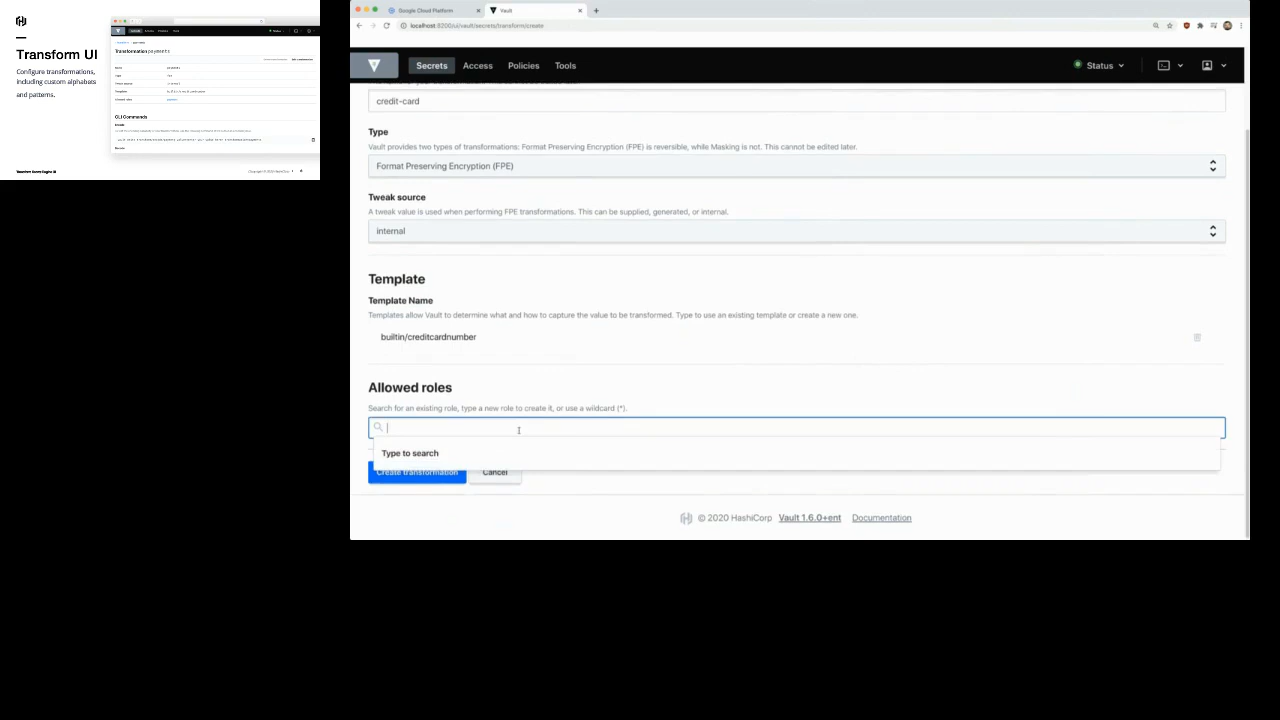 Transform UI
Configure transformations,
including custom alphabets
and patterns.
Transformation payments
CLI Commands
Google Cloud Platform
Vault
localhost:8200/ui/vault/secrets/transform/create
Secrets Access Policies Tools
Status
credit-card
Type
Vault provides two types of transformations: Format Preserving Encryption (FPE) is reversible, while Masking is not. This cannot be edited later.
Format Preserving Encryption (FPE)
Tweak source
A tweak value is used when performing FPE transformations. This can be supplied, generated, or internal.
internal
Template
Template Name
Templates allow Vault to determine what and how to capture the value to be transformed. Type to use an existing template or create a new one.
builtin/creditcardnumber
Allowed roles
Search for an existing role, type a new role to create it, or use a wildcard (*).
Type to search
Create transformation Cancel
© 2020 HashiCorp Vault 1.6.0+ent Documentation